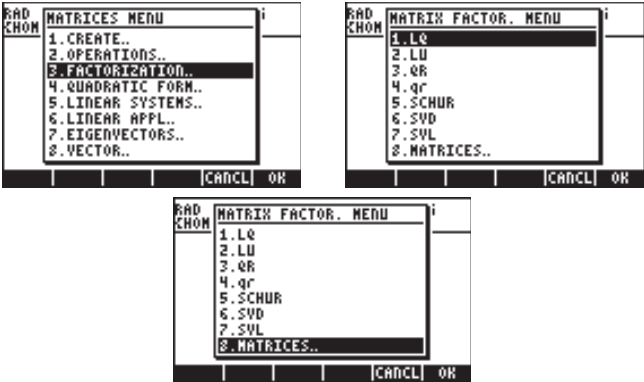 RAD
CHOM
MATRICES MENU
1.CREATE..
2.OPERATIONS..
3.FACTORIZATION..
4.QUADRATIC FORM..
5.LINEAR SYSTEMS..
6.LINEAR APPL..
7.EIGENVECTORS..
8.VECTOR..
CANCL OK
RAD
CHOM
MATRIX FACTOR. MENU
1.LQ
2.LU
3.QR
4.qr
5.SCHUR
6.SVD
7.SVL
8.MATRICES..
CANCL OK
RAD
CHOM
MATRIX FACTOR. MENU
1.LQ
2.LU
3.QR
4.qr
5.SCHUR
6.SVD
7.SVL
8.MATRICES..
CANCL OK